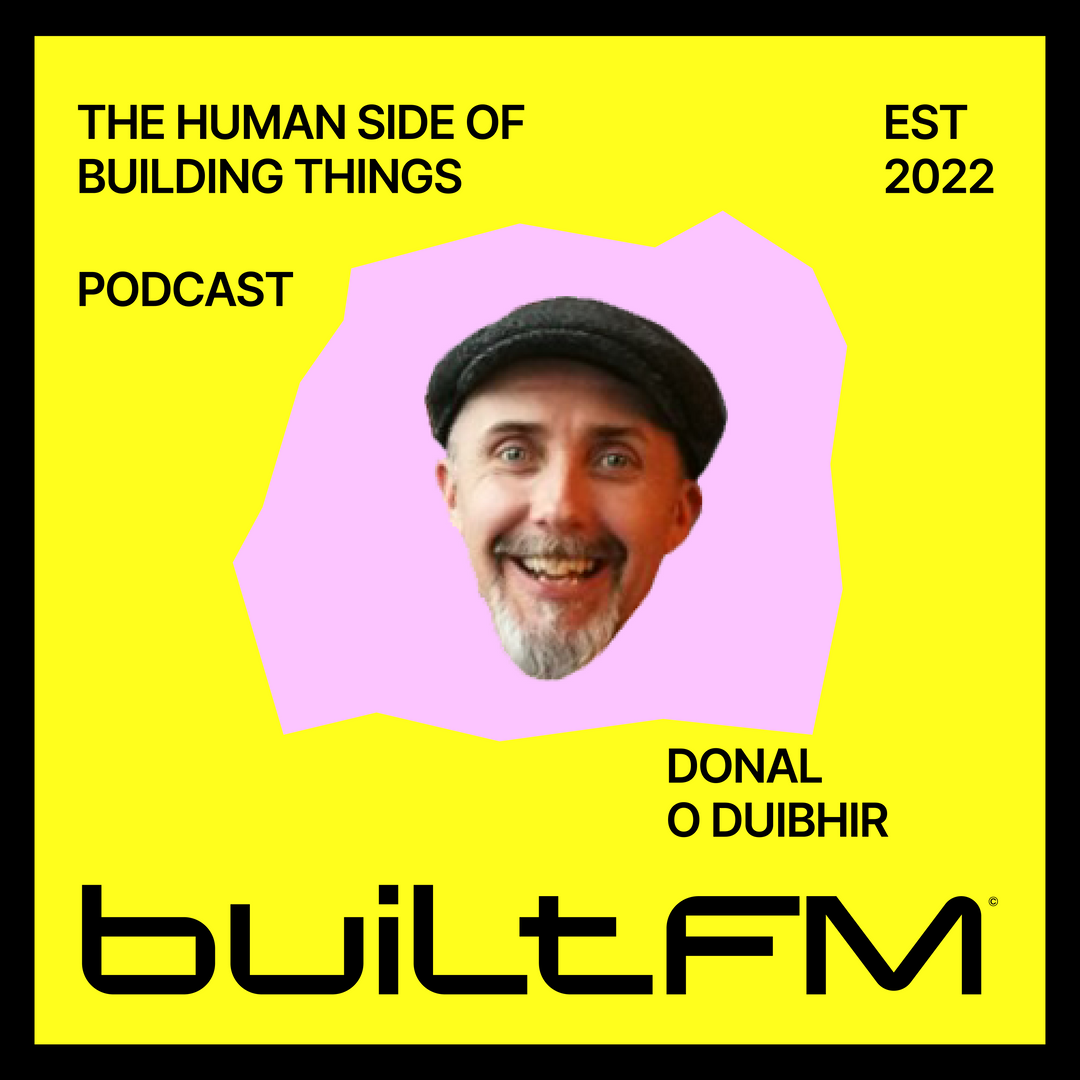 THE HUMAN SIDE OF
BUILDING THINGS
EST
2022
PODCAST
DONAL
O DUIBHIR
builtFM©